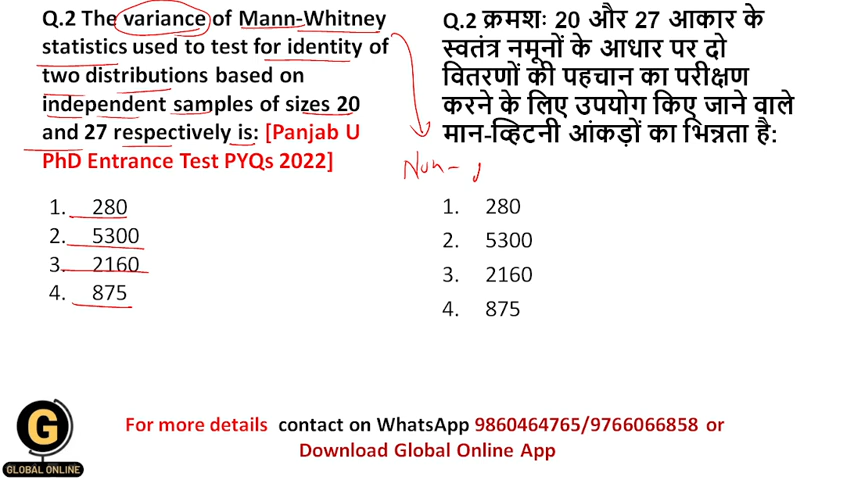 Q.2 The variance of Mann-Whitney
statistics used to test for identity of
two distributions based on
independent samples of sizes 20
and 27 respectively is: [Panjab U
PhD Entrance Test PYQs 2022]
1. 280
2. 5300
3. 2160
4. 875
Q.2 क्रमशः 20 और 27 आकार के
स्वतंत्र नमूनों के आधार पर दो
वितरणों की पहचान का परीक्षण
करने के लिए उपयोग किए जाने वाले
मान-व्हिटनी आंकड़ों का भिन्नता है:
Non-
1. 280
2. 5300
3. 2160
4. 875
G
GLOBAL ONLINE
For more details contact on WhatsApp 9860464765/9766066858 or
Download Global Online App